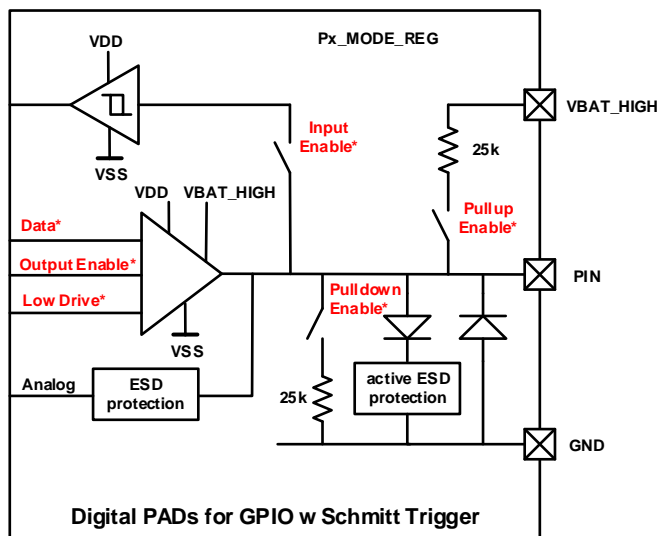 VDD
Px_MODE_REG
VBAT_HIGH
Input
Enable*
25k
VSS
VDD
VBAT_HIGH
Pullup
Enable*
Data*
Output Enable*
PIN
Low Drive*
Pulldown
Enable*
VSS
Analog
ESD
protection
25k
active ESD
protection
GND
Digital PADs for GPIO w Schmitt Trigger